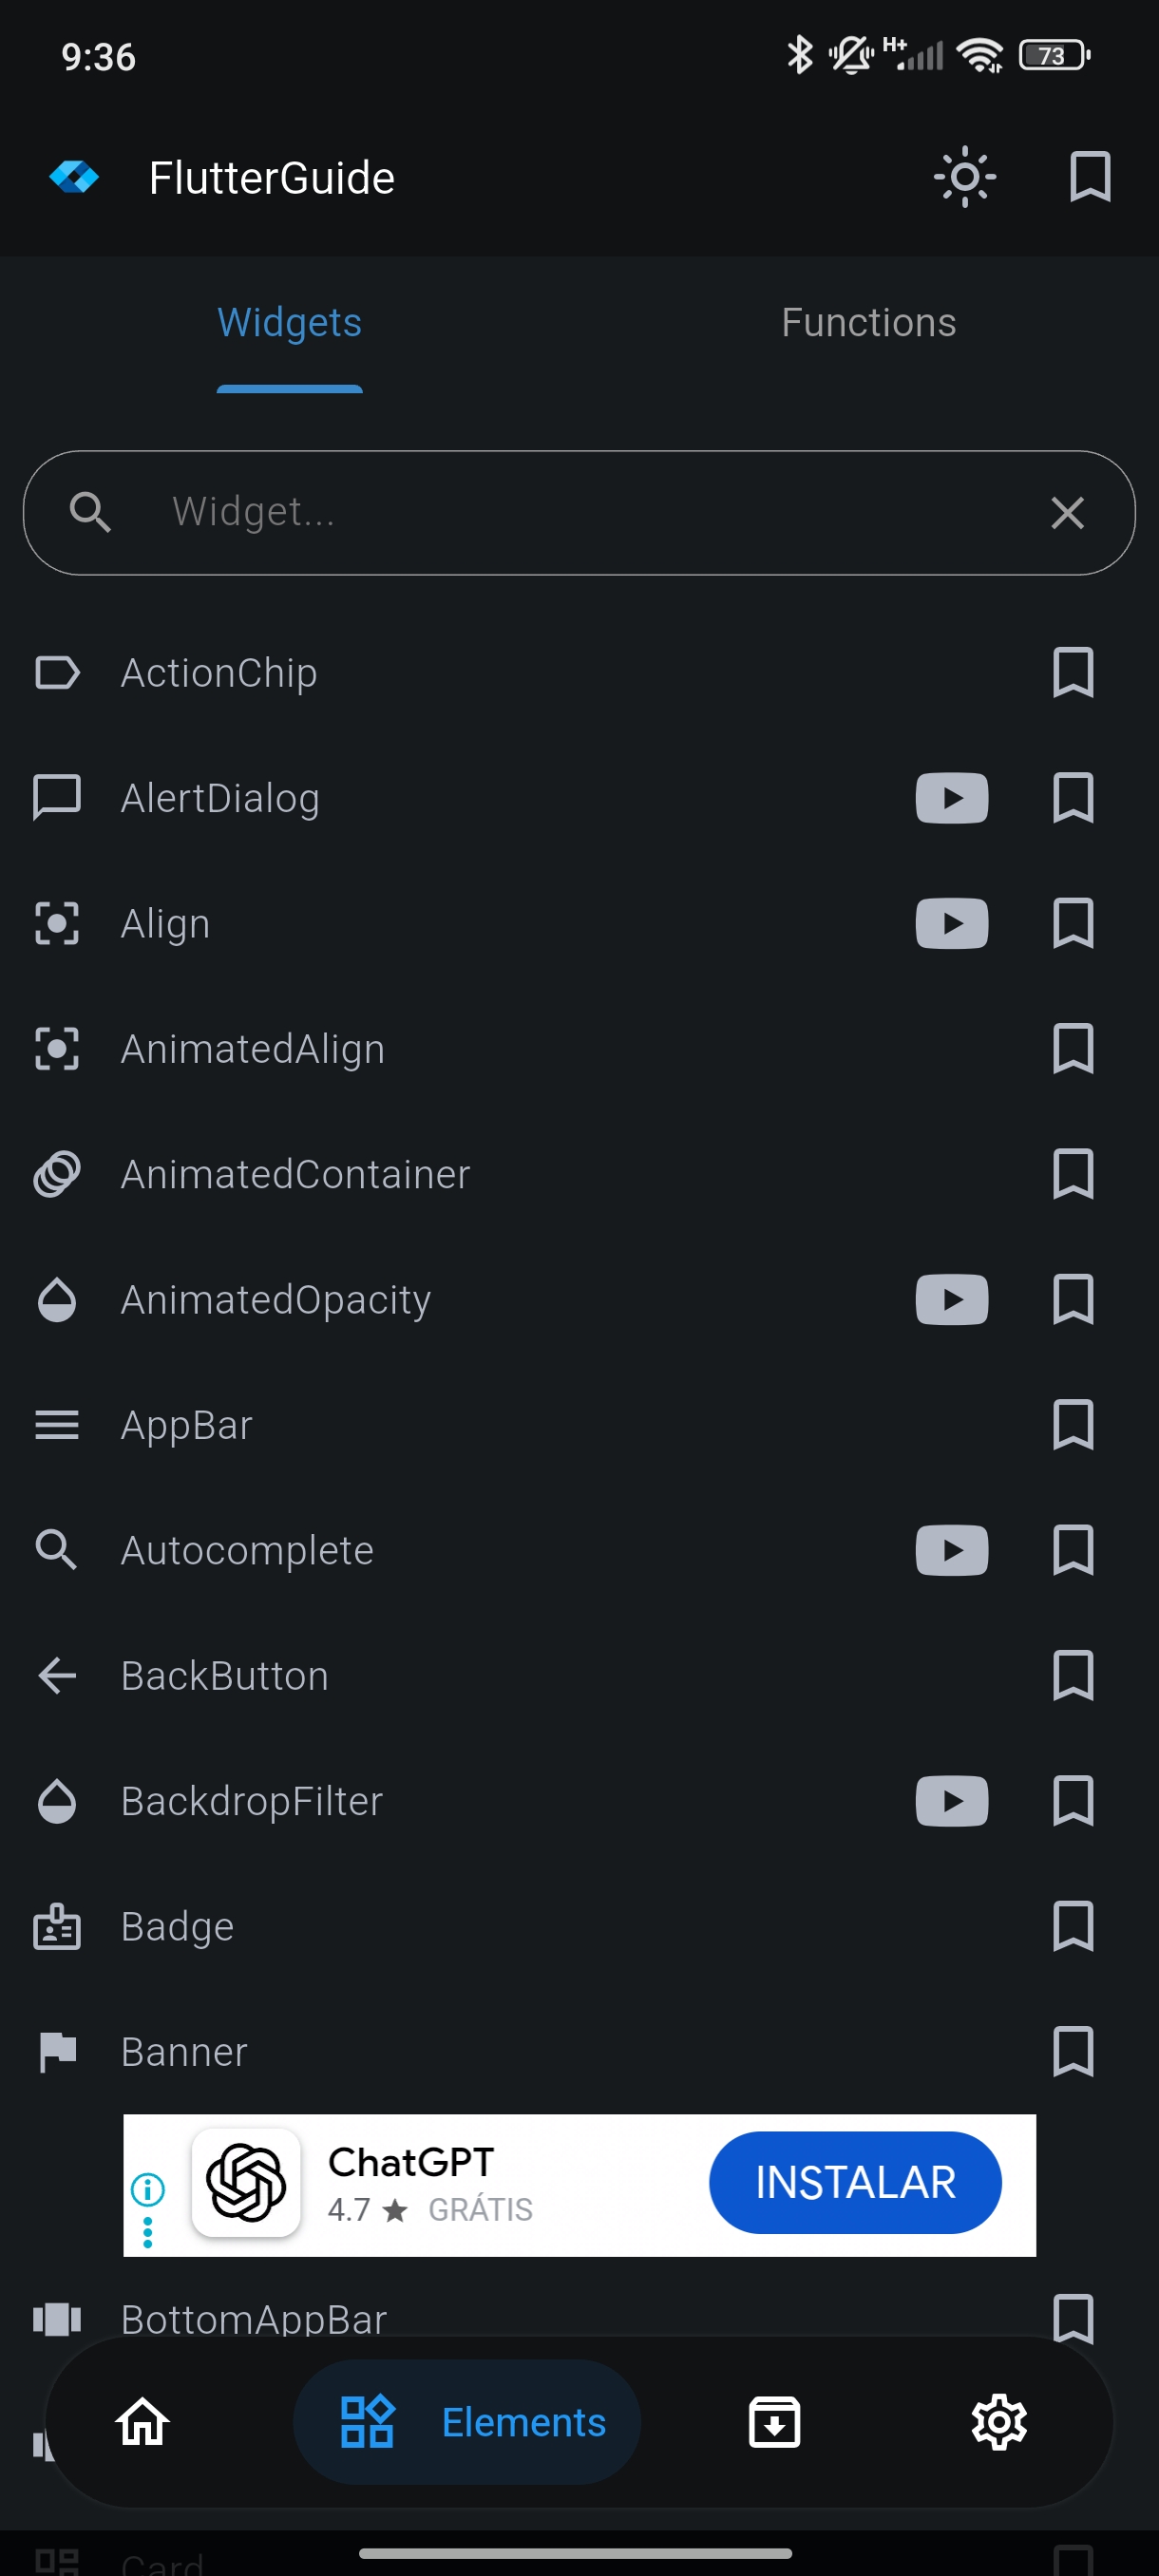 9:36
H+
73
FlutterGuide
Widgets
Functions
Widget...
ActionChip
AlertDialog
Align
AnimatedAlign
AnimatedContainer
AnimatedOpacity
AppBar
Autocomplete
BackButton
BackdropFilter
Badge
Banner
ChatGPT
4.7 ★ GRÁTIS
INSTALAR
BottomAppBar
Elements
Card